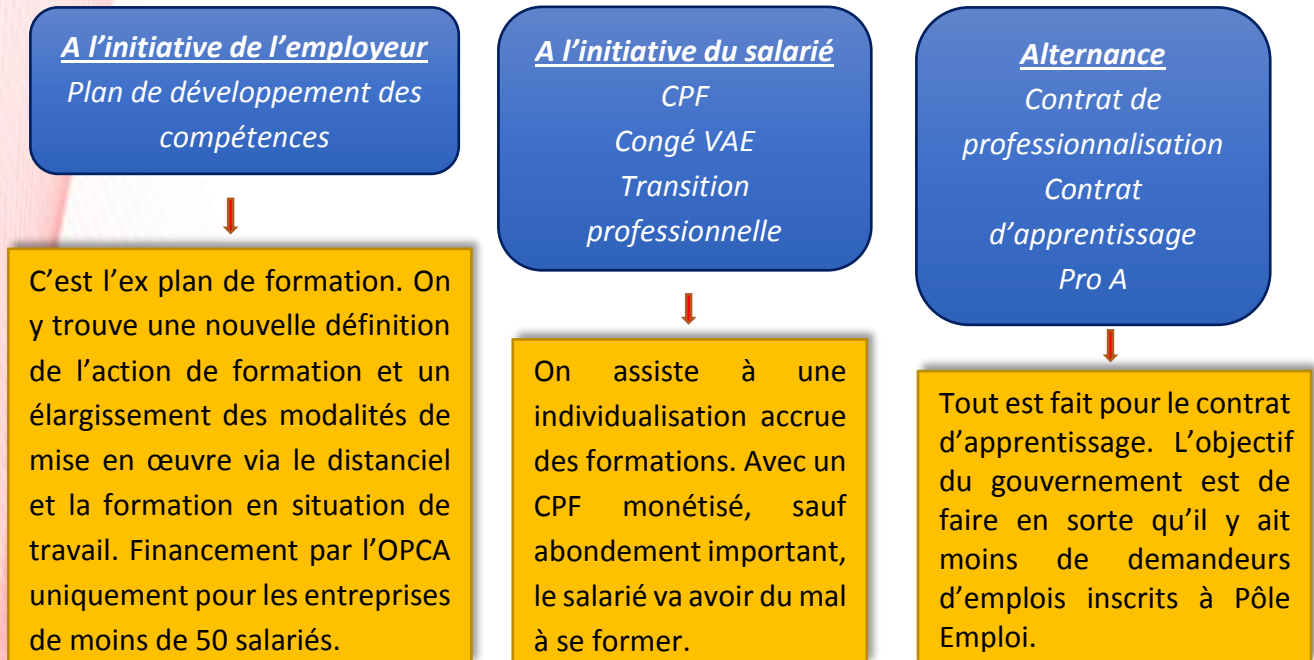 A l’initiative de l’employeur
Plan de développement des
compétences
C’est l’ex plan de formation. On
y trouve une nouvelle définition
de l’action de formation et un
élargissement des modalités de
mise en œuvre via le distanciel
et la formation en situation de
travail. Financement par l’OPCA
uniquement pour les entreprises
de moins de 50 salariés.
A l’initiative du salarié
CPF
Congé VAE
Transition
professionnelle
On assiste à une
individualisation accrue
des formations. Avec un
CPF monétisé, sauf
abondement important,
le salarié va avoir du mal
à se former.
Alternance
Contrat de
professionnalisation
Contrat
d’apprentissage
Pro A
Tout est fait pour le contrat
d’apprentissage. L’objectif
du gouvernement est de
faire en sorte qu’il y ait
moins de demandeurs
d’emplois inscrits à Pôle
Emploi.